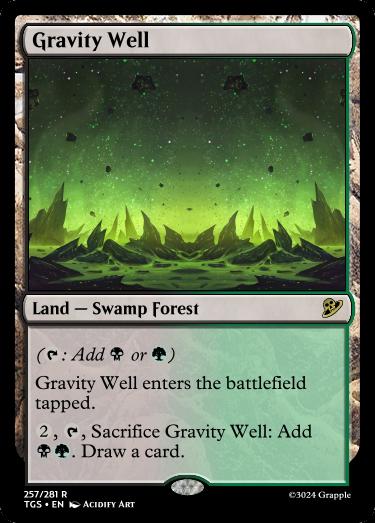 Gravity Well
Land — Swamp Forest
(: Add or )
Gravity Well enters the battlefield
tapped.
2 , , Sacrifice Gravity Well: Add
. Draw a card.
257/281 R
TGS • EN Acidify Art
©3024 Grapple